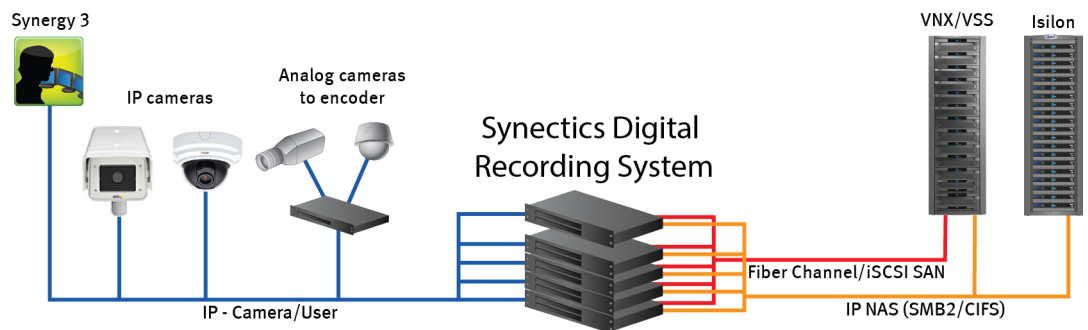 Synergy 3
VNX/VSS
Isilon
Analog cameras
to encoder
IP cameras
Synectics Digital
Recording System
Fiber Channel/iSCSI SAN
IP - Camera/User
IP NAS (SMB2/CIFS)